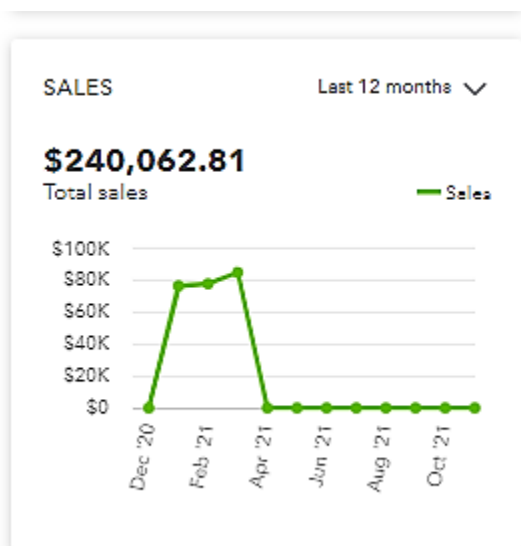 SALES
Last 12 months
$240,062.81
Total sales
Sales
$100K
$80K
$60K
$40K
$20K
$0
Dec '20
Feb '21
Apr '21
Jun '21
Aug '21
Oct '21